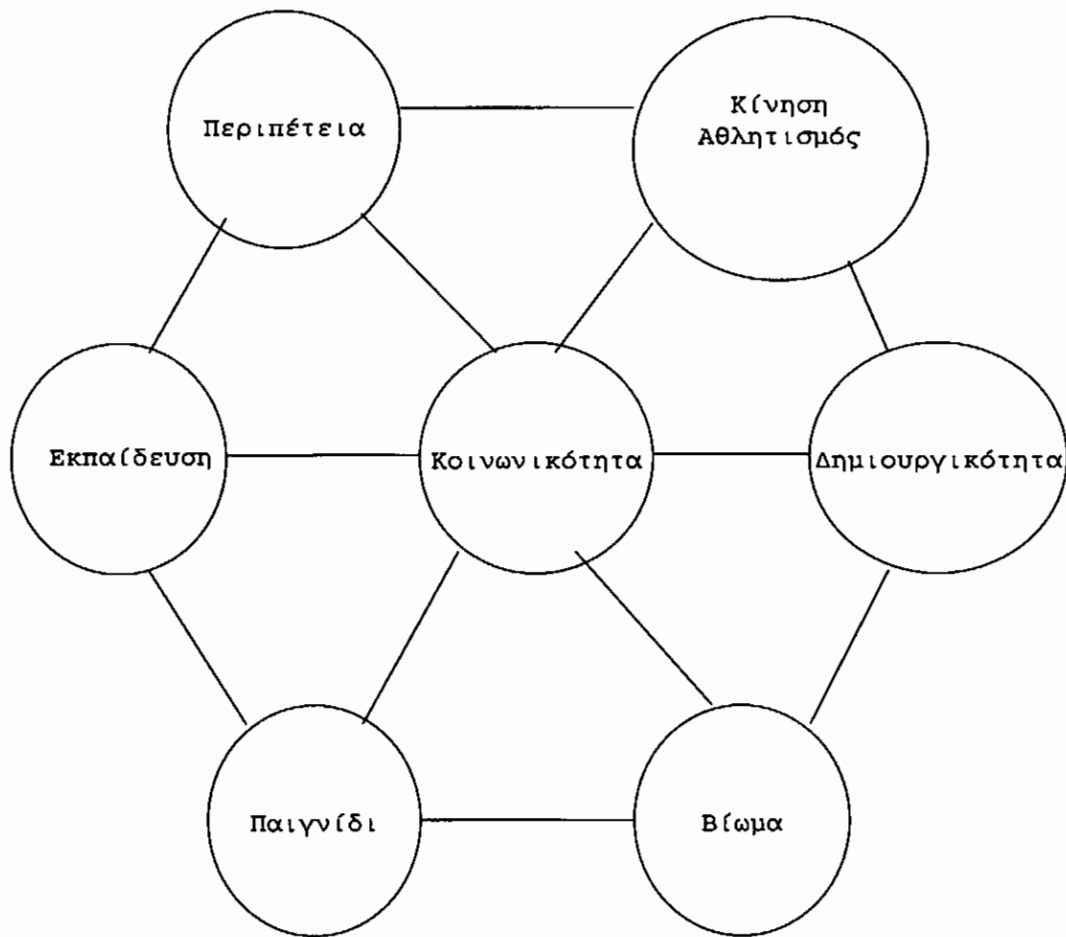 Περιπέτεια
Κίνηση
Αθλητισμός
Εκπαίδευση
Κοινωνικότητα
Δημιουργικότητα
Παιγνίδι
Βίωμα